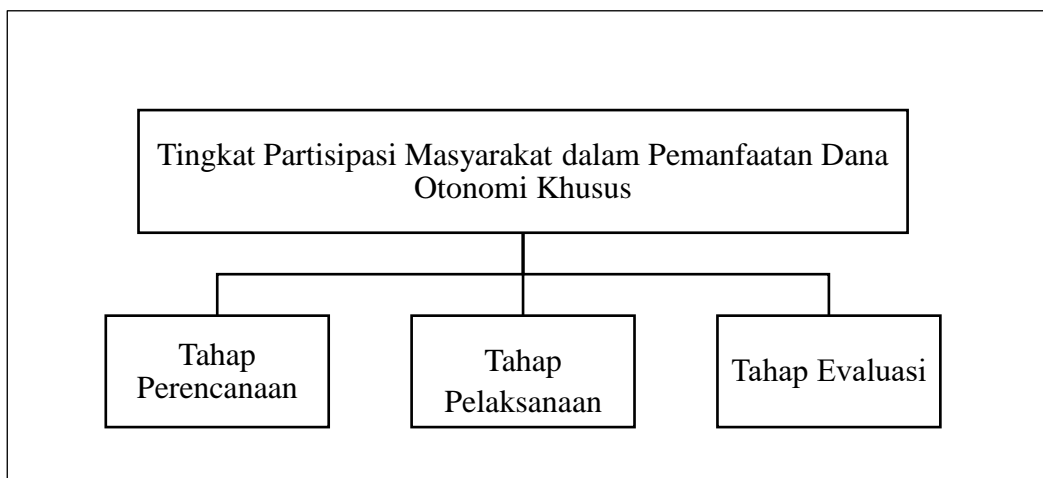 Tingkat Partisipasi Masyarakat dalam Pemanfaatan Dana
Otonomi Khusus
Tahap
Perencanaan
Tahap
Pelaksanaan
Tahap Evaluasi